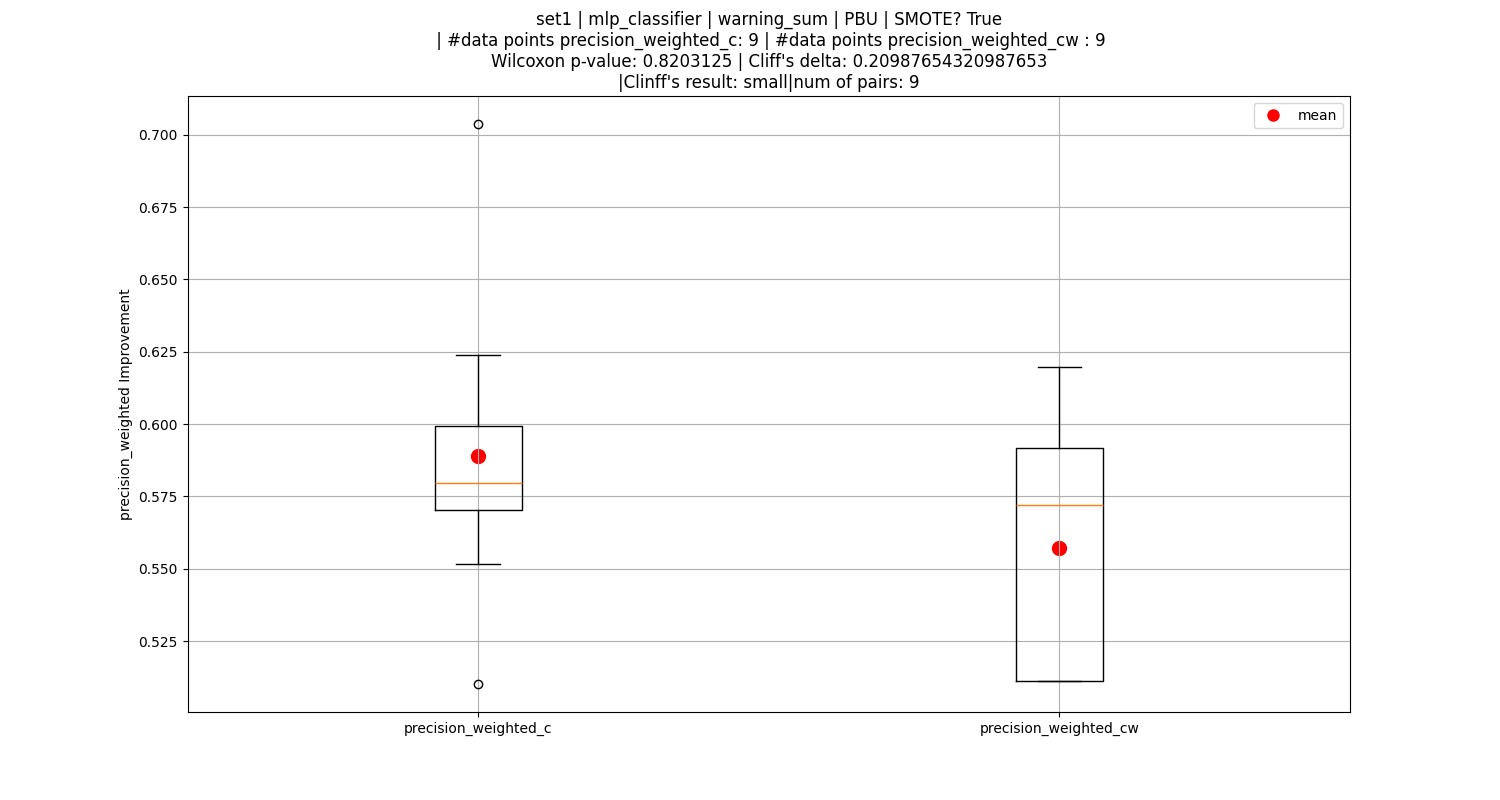 set1 | mlp_classifier | warning_sum | PBU | SMOTE? True
| #data points precision_weighted_c: 9 | #data points precision_weighted_cw : 9
Wilcoxon p-value: 0.8203125 | Cliff's delta: 0.20987654320987653
|Clinff's result: small|num of pairs: 9
mean
0.700
0.675
0.650
0.625
0.600
0.575
0.550
0.525
precision_weighted Improvement
precision_weighted_c
precision_weighted_cw